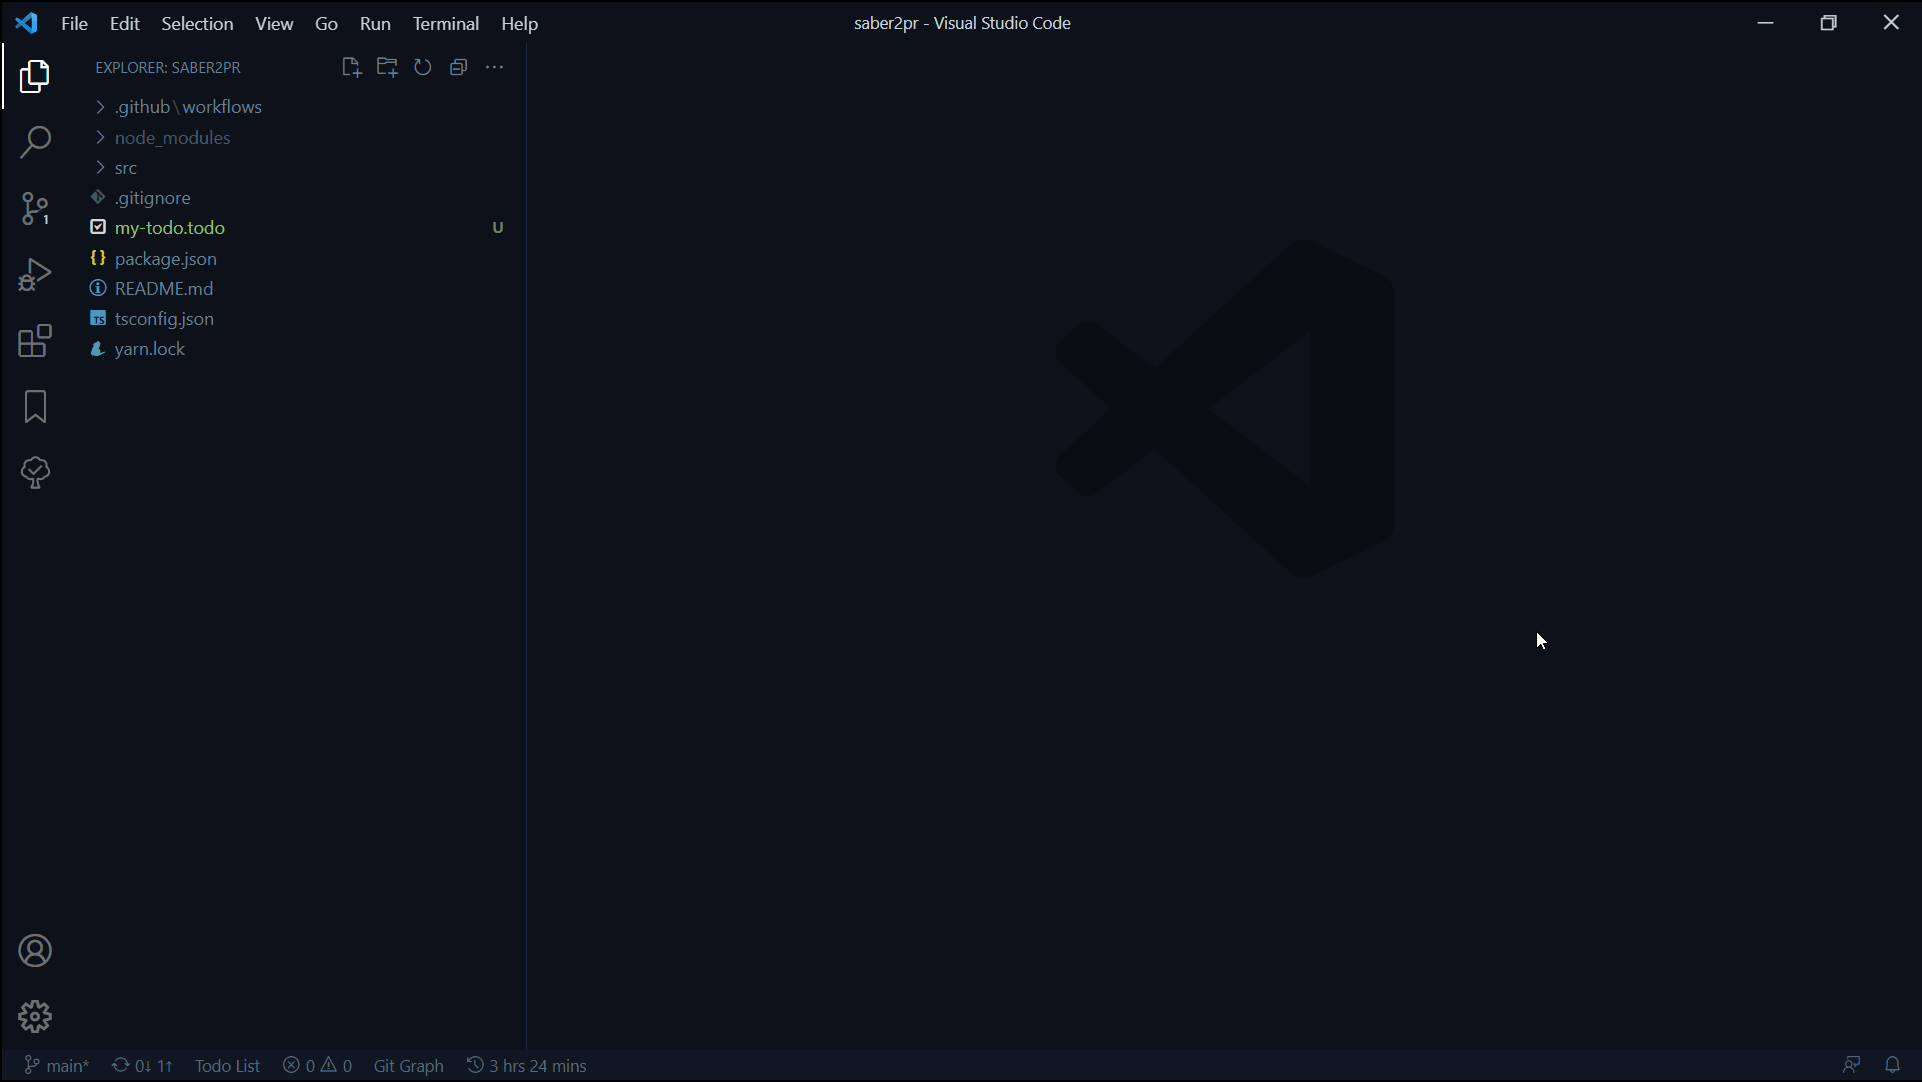 File Edit Selection View Go Run Terminal Help
saber2pr - Visual Studio Code
EXPLORER: SABER2PR
.github\workflows
node_modules
src
.gitignore
my-todo.todo U
{} package.json
README.md
TS tsconfig.json
yarn.lock
1
main* 0↓ 1↑ Todo List 0 0 Git Graph 3 hrs 24 mins